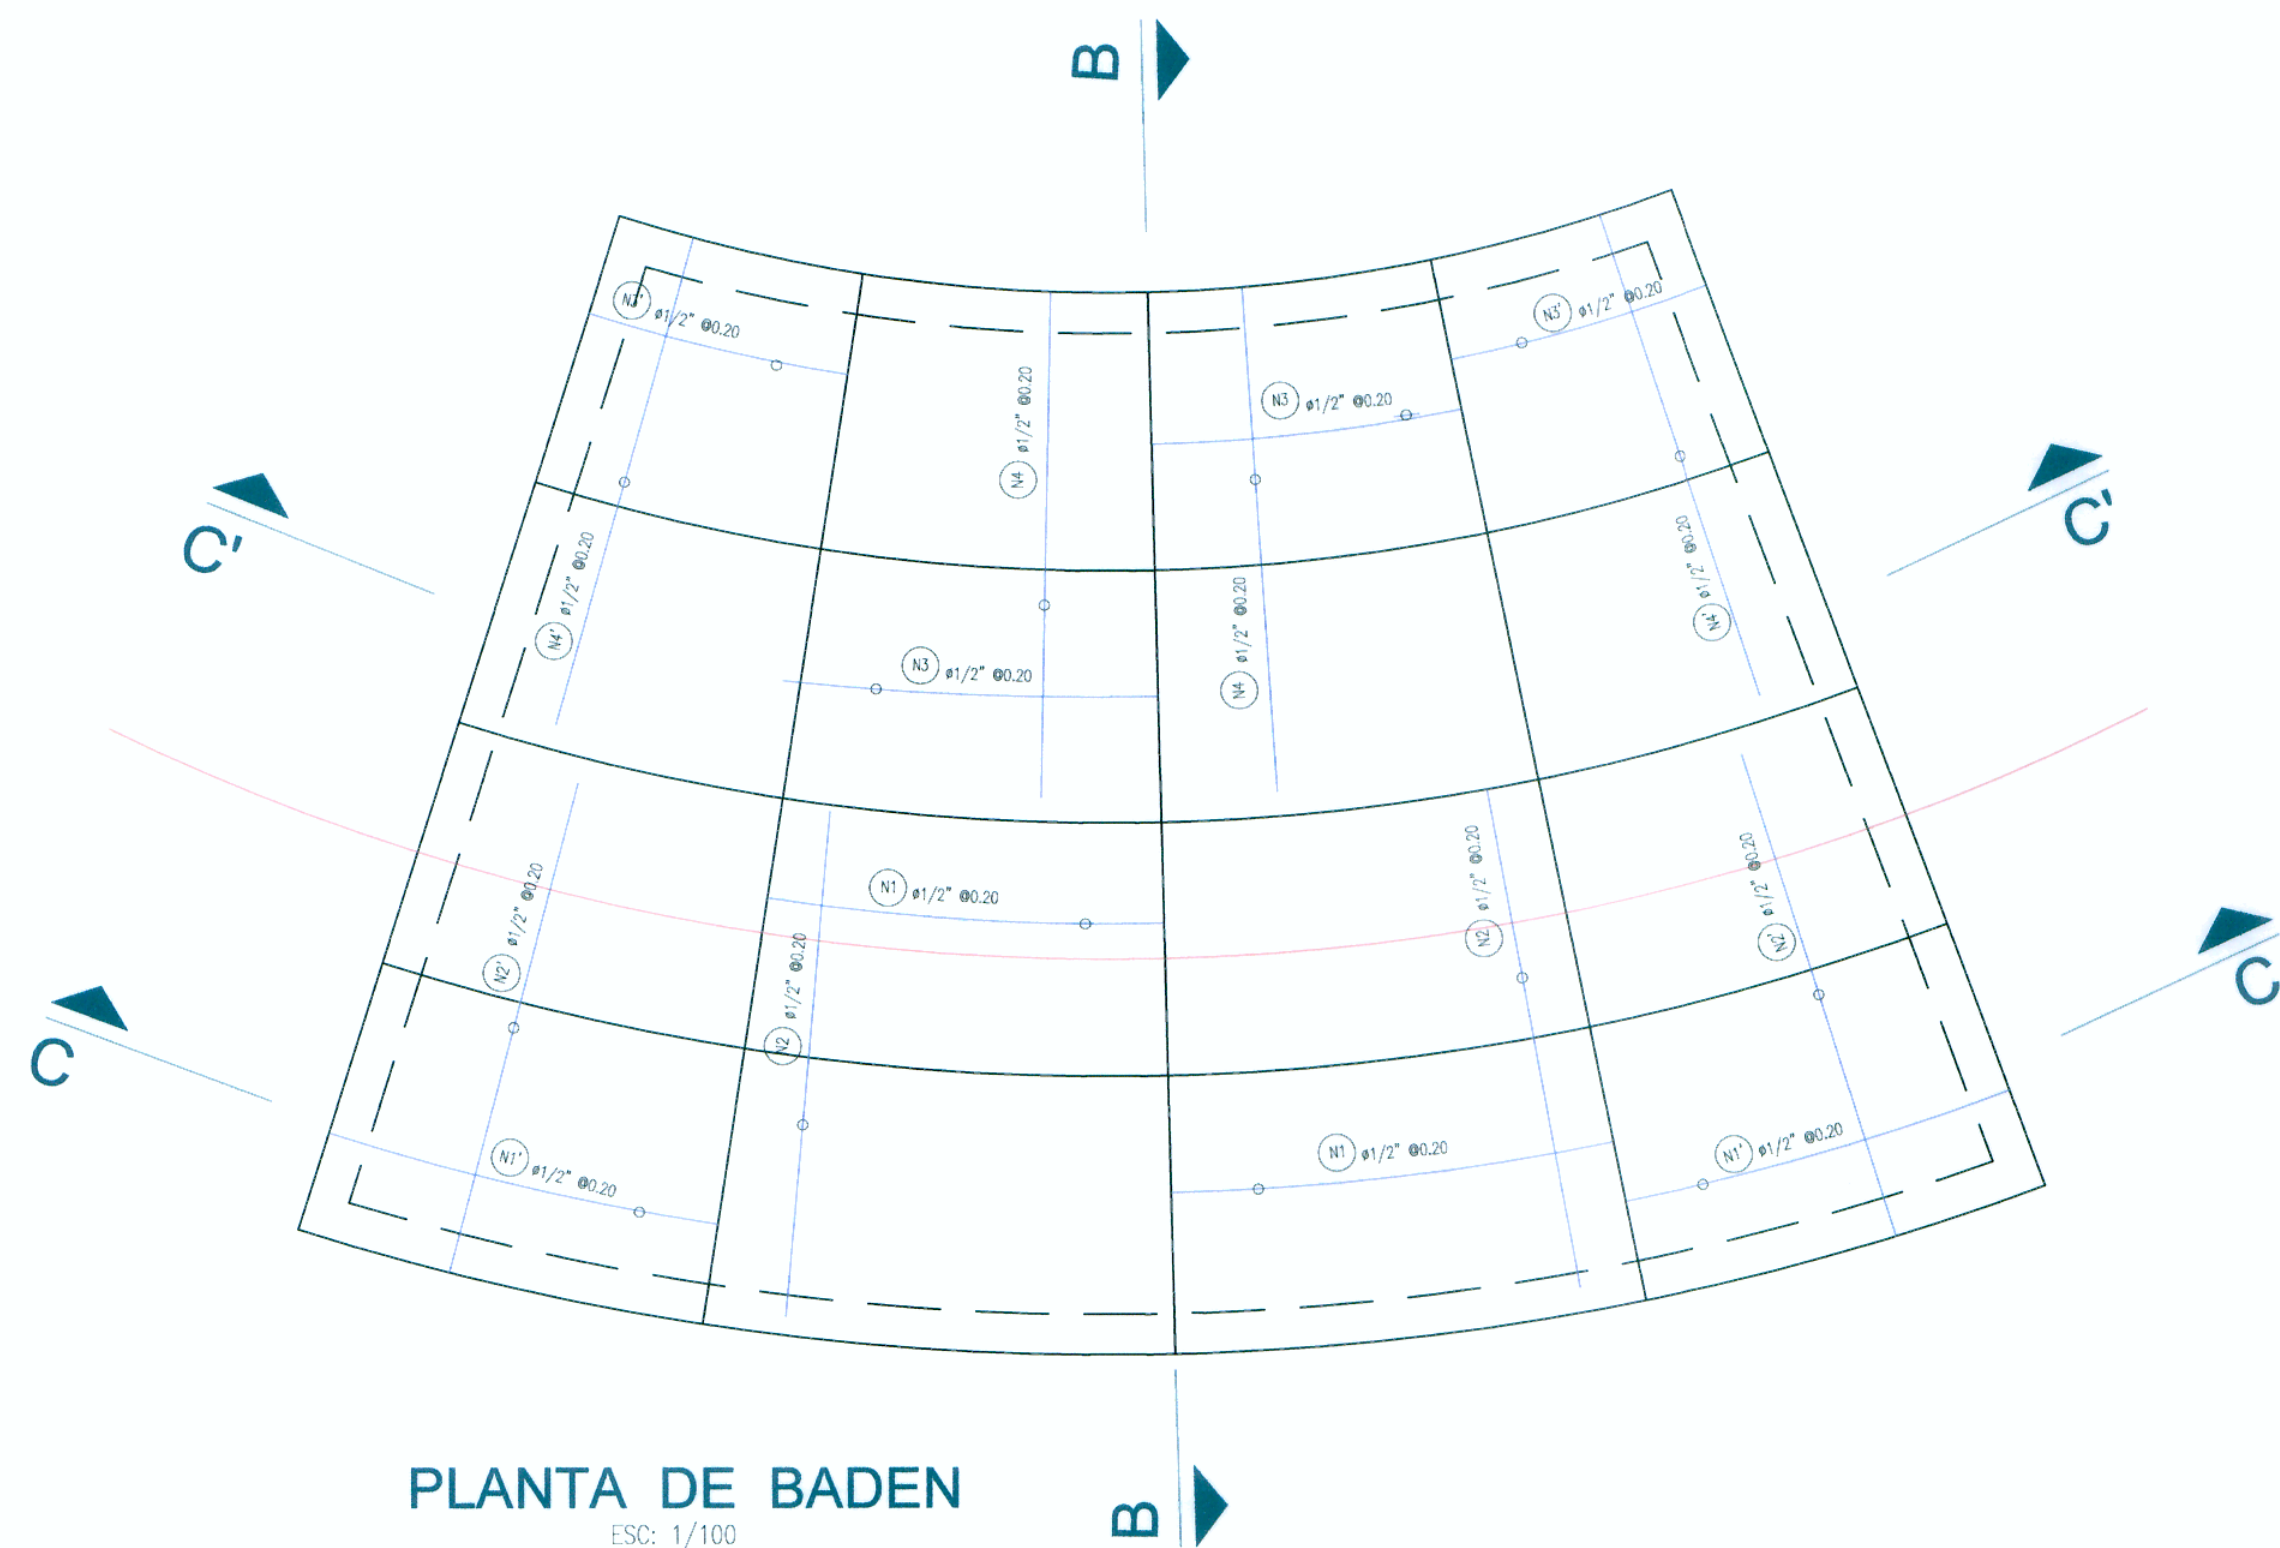 B
N3' ø1/2" @0.20
N3' ø1/2" @0.20
N4 ø1/2" @0.20
N3 ø1/2" @0.20
C'
C'
N4' ø1/2" @0.20
N4' ø1/2" @0.20
N4 ø1/2" @0.20
N3 ø1/2" @0.20
N1 ø1/2" @0.20
N2' ø1/2" @0.20
N2 ø1/2" @0.20
N2 ø1/2" @0.20
N2' ø1/2" @0.20
C
C
N1' ø1/2" @0.20
N1 ø1/2" @0.20
N1' ø1/2" @0.20
PLANTA DE BADEN
ESC: 1/100
B